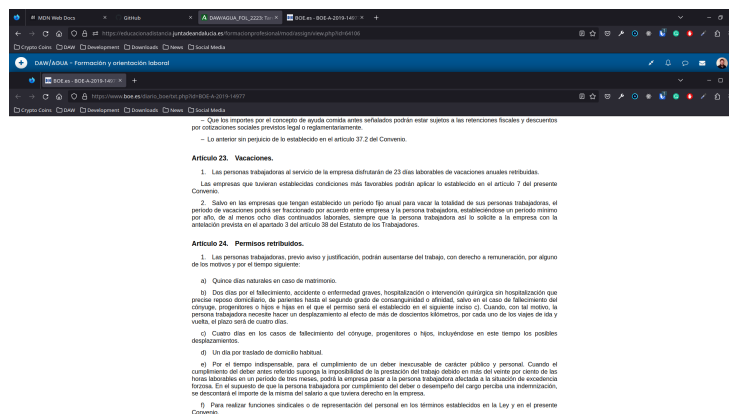 MDN Web Docs
GitHub
DAW/AGUA_FOL_2223: Tu
BOE.es - BOE-A-2019-149
https://educacionadistancia.juntadeandalucia.es/formacionprofesional/mod/assign/view.php?id=64106
Crypto Coins DAW Development Downloads News Social Media
DAW/AGUA - Formación y orientación laboral
BOE.es - BOE-A-2019-149
https://www.boe.es/diario_boe/txt.php?id=BOE-A-2019-14977
Crypto Coins DAW Development Downloads News Social Media
– Que los importes por el concepto de ayuda comida antes señalados podrán estar sujetos a las retenciones fiscales y descuentos
por cotizaciones sociales previstos legal o reglamentariamente.
– Lo anterior sin perjuicio de lo establecido en el artículo 37.2 del Convenio.
Artículo 23. Vacaciones.
1. Las personas trabajadoras al servicio de la empresa disfrutarán de 23 días laborables de vacaciones anuales retribuidas.
Las empresas que tuvieran establecidas condiciones más favorables podrán aplicar lo establecido en el artículo 7 del presente
Convenio.
2. Salvo en las empresas que tengan establecido un período fijo anual para vacar la totalidad de sus personas trabajadoras, el
período de vacaciones podrá ser fraccionado por acuerdo entre empresa y la persona trabajadora, estableciéndose un período mínimo
por año, de al menos ocho días continuados laborales, siempre que la persona trabajadora así lo solicite a la empresa con la
antelación prevista en el apartado 3 del artículo 38 del Estatuto de los Trabajadores.
Artículo 24. Permisos retribuidos.
1. Las personas trabajadoras, previo aviso y justificación, podrán ausentarse del trabajo, con derecho a remuneración, por alguno
de los motivos y por el tiempo siguiente:
a) Quince días naturales en caso de matrimonio.
b) Dos días por el fallecimiento, accidente o enfermedad graves, hospitalización o intervención quirúrgica sin hospitalización que
precise reposo domiciliario, de parientes hasta el segundo grado de consanguinidad o afinidad, salvo en el caso de fallecimiento del
cónyuge, progenitores o hijos e hijas en el que el permiso será el establecido en el siguiente inciso c). Cuando, con tal motivo, la
persona trabajadora necesite hacer un desplazamiento al efecto de más de doscientos kilómetros, por cada uno de los viajes de ida y
vuelta, el plazo será de cuatro días.
c) Cuatro días en los casos de fallecimiento del cónyuge, progenitores o hijos, incluyéndose en este tiempo los posibles
desplazamientos.
d) Un día por traslado de domicilio habitual.
e) Por el tiempo indispensable, para el cumplimiento de un deber inexcusable de carácter público y personal. Cuando el
cumplimiento del deber antes referido suponga la imposibilidad de la prestación del trabajo debido en más del veinte por ciento de las
horas laborables en un período de tres meses, podrá la empresa pasar a la persona trabajadora afectada a la situación de excedencia
forzosa. En el supuesto de que la persona trabajadora por cumplimiento del deber o desempeño del cargo perciba una indemnización,
se descontará el importe de la misma del salario a que tuviera derecho en la empresa.
f) Para realizar funciones sindicales o de representación del personal en los términos establecidos en la Ley y en el presente
Convenio.